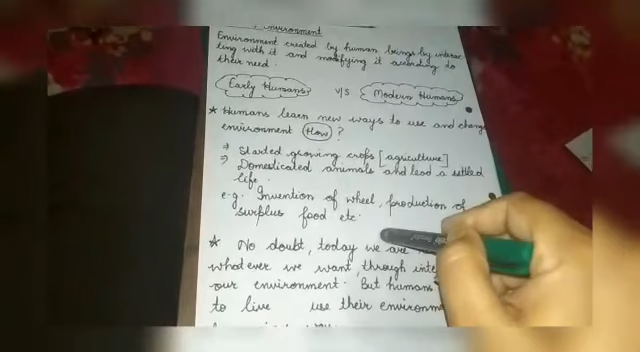 Environment
Environment created by human beings by interac-
ting with it and modifying it according to
their need.
Early Humans v/s Modern Humans
* Humans learn new ways to use and change
environment How ?
⇒ Started growing crops [agriculture]
⇒ Domesticated animals and lead a settled
life.
e.g. Invention of wheel, production of
surplus food etc.
* No doubt, today we are
whatever we want, through
our environment. But humans
to live use their